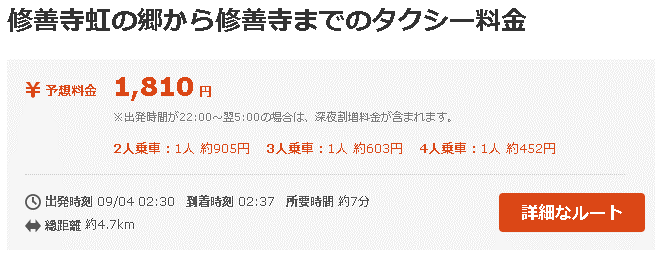 修善寺虹の郷から修善寺までのタクシー料金
¥ 予想料金 1,810 円
※出発時間が22:00～翌5:00の場合は、深夜割増料金が含まれます。
2人乗車：1人 約905円 3人乗車：1人 約603円 4人乗車：1人 約452円
出発時刻 09/04 02:30 到着時刻 02:37 所要時間 約7分
総距離 約4.7km
詳細なルート